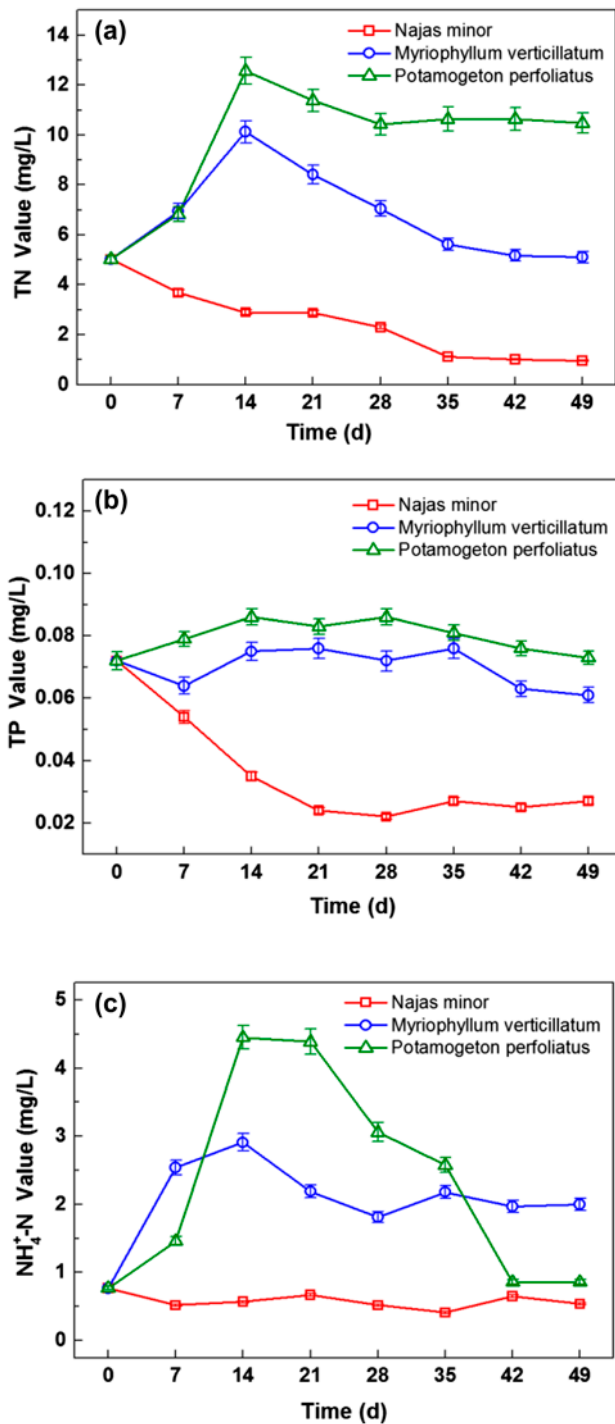 (a)
Najas minor
Myriophyllum verticillatum
Potamogeton perfoliatus
TN Value (mg/L)
14
12
10
8
6
4
2
0
0 7 14 21 28 35 42 49
Time (d)
(b)
Najas minor
Myriophyllum verticillatum
Potamogeton perfoliatus
TP Value (mg/L)
0.12
0.10
0.08
0.06
0.04
0.02
0 7 14 21 28 35 42 49
Time (d)
(c)
Najas minor
Myriophyllum verticillatum
Potamogeton perfoliatus
NH₄⁺-N Value (mg/L)
5
4
3
2
1
0
0 7 14 21 28 35 42 49
Time (d)